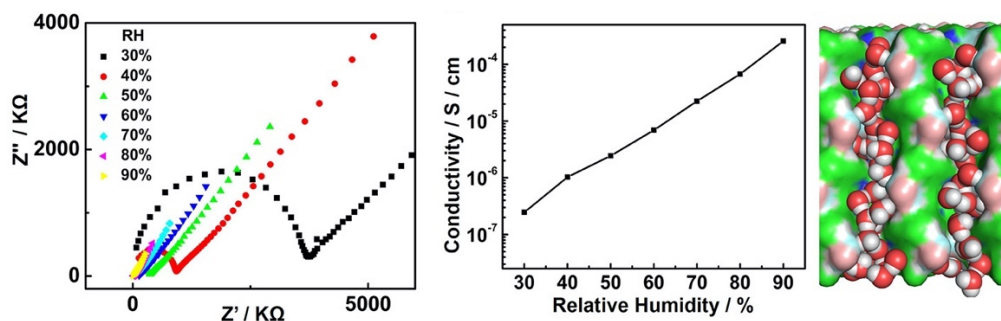 4000
2000
0
Z'' / KΩ
RH
30%
40%
50%
60%
70%
80%
90%
0
5000
Z' / KΩ
Conductivity / S / cm
10⁻⁴
10⁻⁵
10⁻⁶
10⁻⁷
30 40 50 60 70 80 90
Relative Humidity / %